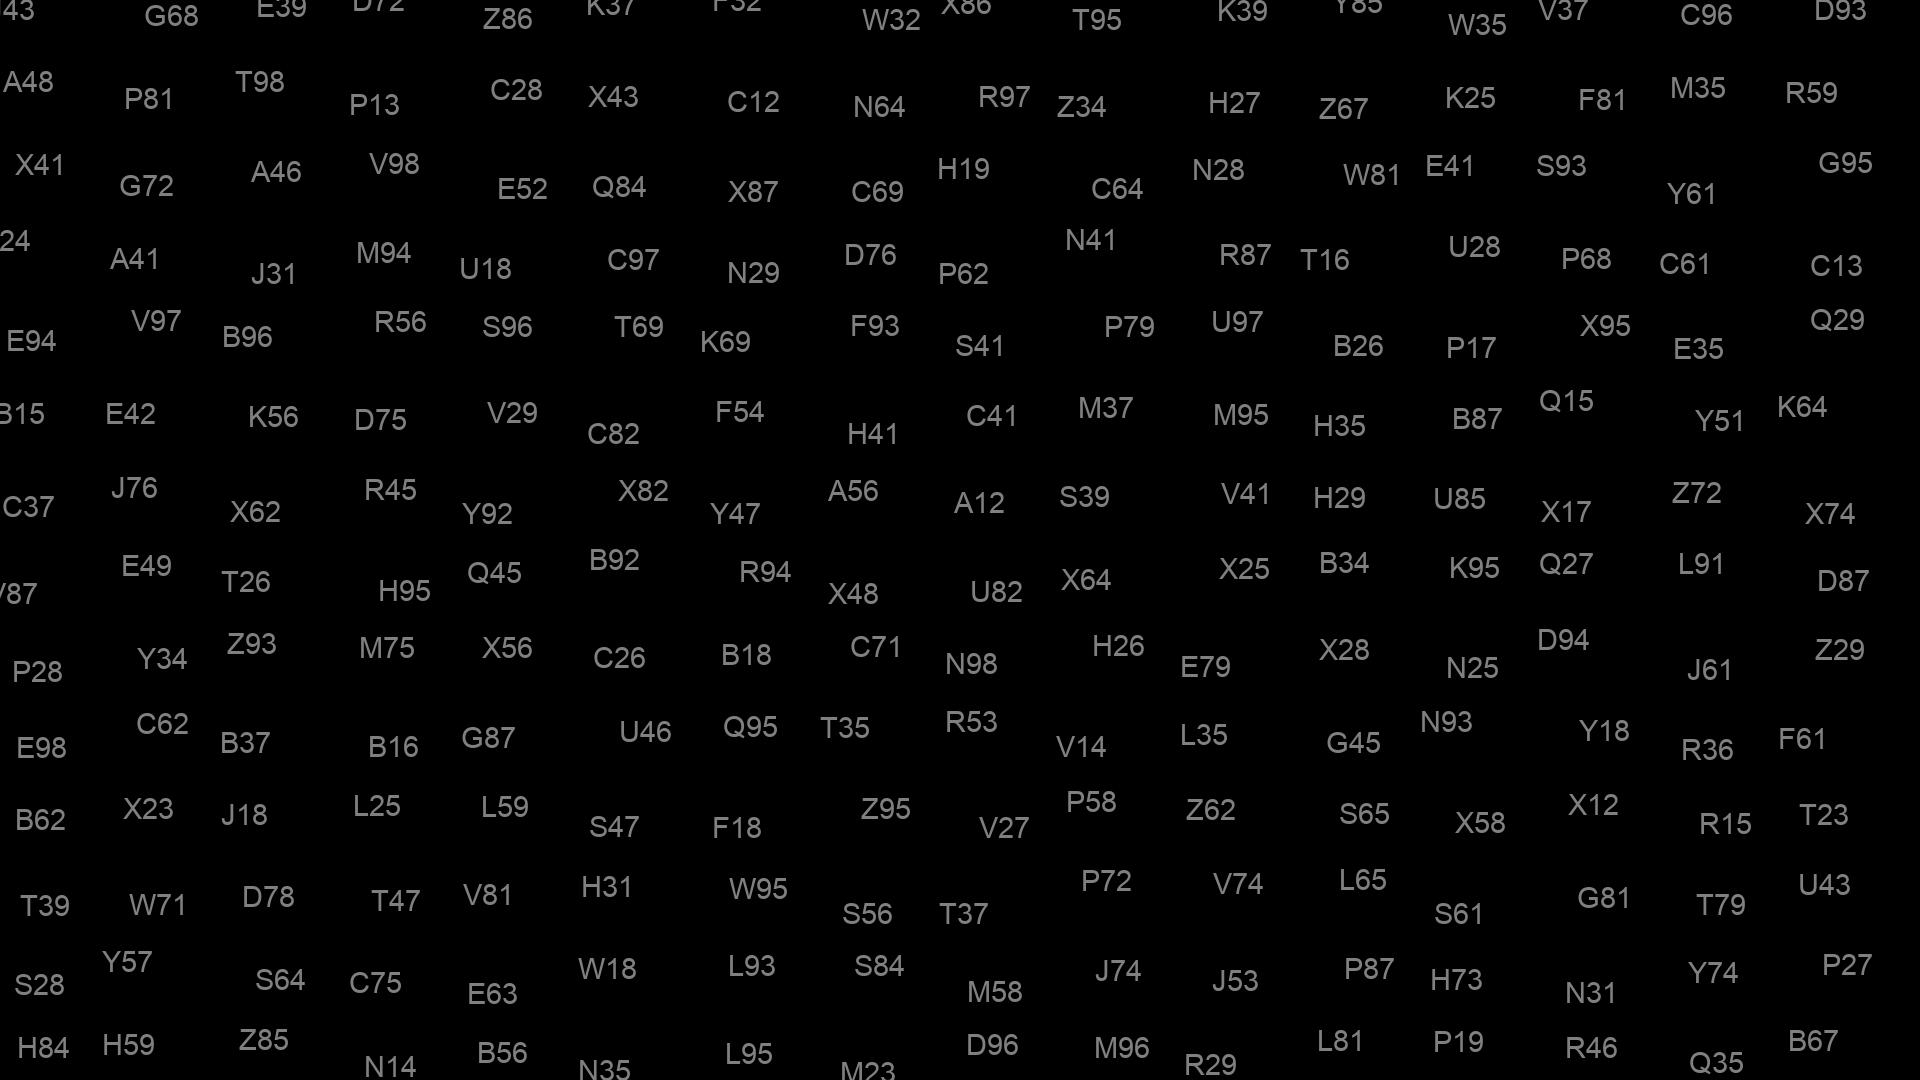 G68 E39 D72 Z86 K37 F32 W32 X86 T95 K39 Y85 W35 V37 C96 D93
A48 P81 T98 P13 C28 X43 C12 N64 R97 Z34 H27 Z67 K25 F81 M35 R59
X41 G72 A46 V98 E52 Q84 X87 C69 H19 C64 N28 W81 E41 S93 Y61 G95
24 A41 J31 M94 U18 C97 N29 D76 P62 N41 R87 T16 U28 P68 C61 C13
E94 V97 B96 R56 S96 T69 K69 F93 S41 P79 U97 B26 P17 X95 E35 Q29
B15 E42 K56 D75 V29 C82 F54 H41 C41 M37 M95 H35 B87 Q15 Y51 K64
C37 J76 X62 R45 Y92 X82 Y47 A56 A12 S39 V41 H29 U85 X17 Z72 X74
V87 E49 T26 H95 Q45 B92 R94 X48 U82 X64 X25 B34 K95 Q27 L91 D87
P28 Y34 Z93 M75 X56 C26 B18 C71 N98 H26 E79 X28 N25 D94 J61 Z29
E98 C62 B37 B16 G87 U46 Q95 T35 R53 V14 L35 G45 N93 Y18 R36 F61
B62 X23 J18 L25 L59 S47 F18 Z95 V27 P58 Z62 S65 X58 X12 R15 T23
T39 W71 D78 T47 V81 H31 W95 S56 T37 P72 V74 L65 S61 G81 T79 U43
S28 Y57 S64 C75 E63 W18 L93 S84 M58 J74 J53 P87 H73 N31 Y74 P27
H84 H59 Z85 N14 B56 N35 L95 M23 D96 M96 R29 L81 P19 R46 Q35 B67